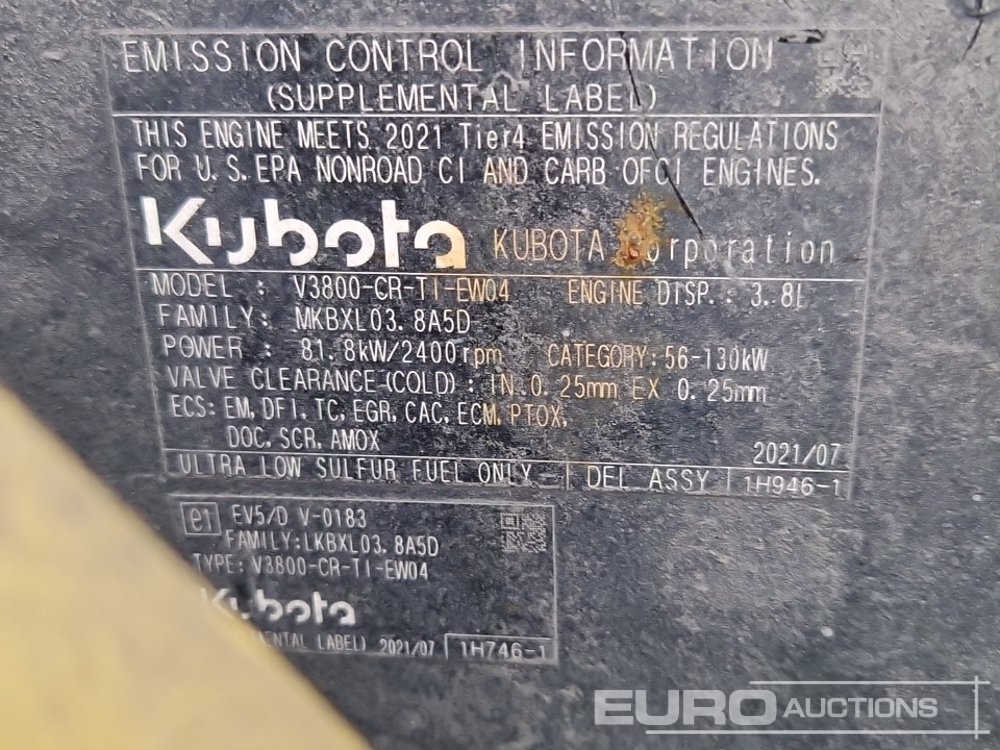 EMISSION CONTROL INFORMATION
(SUPPLEMENTAL LABEL)
THIS ENGINE MEETS 2021 Tier4 EMISSION REGULATIONS
FOR U.S. EPA NONROAD CI AND CARB OFCI ENGINES.
Kubota KUBOTA Corporation
MODEL : V3800-CR-TI-EW04 ENGINE DISP. : 3.8L
FAMILY: MKBXL03.8A5D
POWER : 81.8kW/2400rpm CATEGORY: 56-130kW
VALVE CLEARANCE(COLD) : IN 0.25mm EX 0.25mm
ECS: EM, DFI, TC, EGR, CAC, ECM, PTOX,
DOC, SCR, AMOX
2021/07
ULTRA LOW SULFUR FUEL ONLY DEL ASSY 1H946-1
e1 EV5/D V-0183
FAMILY:LKBXL03.8A5D
TYPE: V3800-CR-TI-EW04
Kubota
LABEL) 2021/07 1H746-1
EURO AUCTIONS